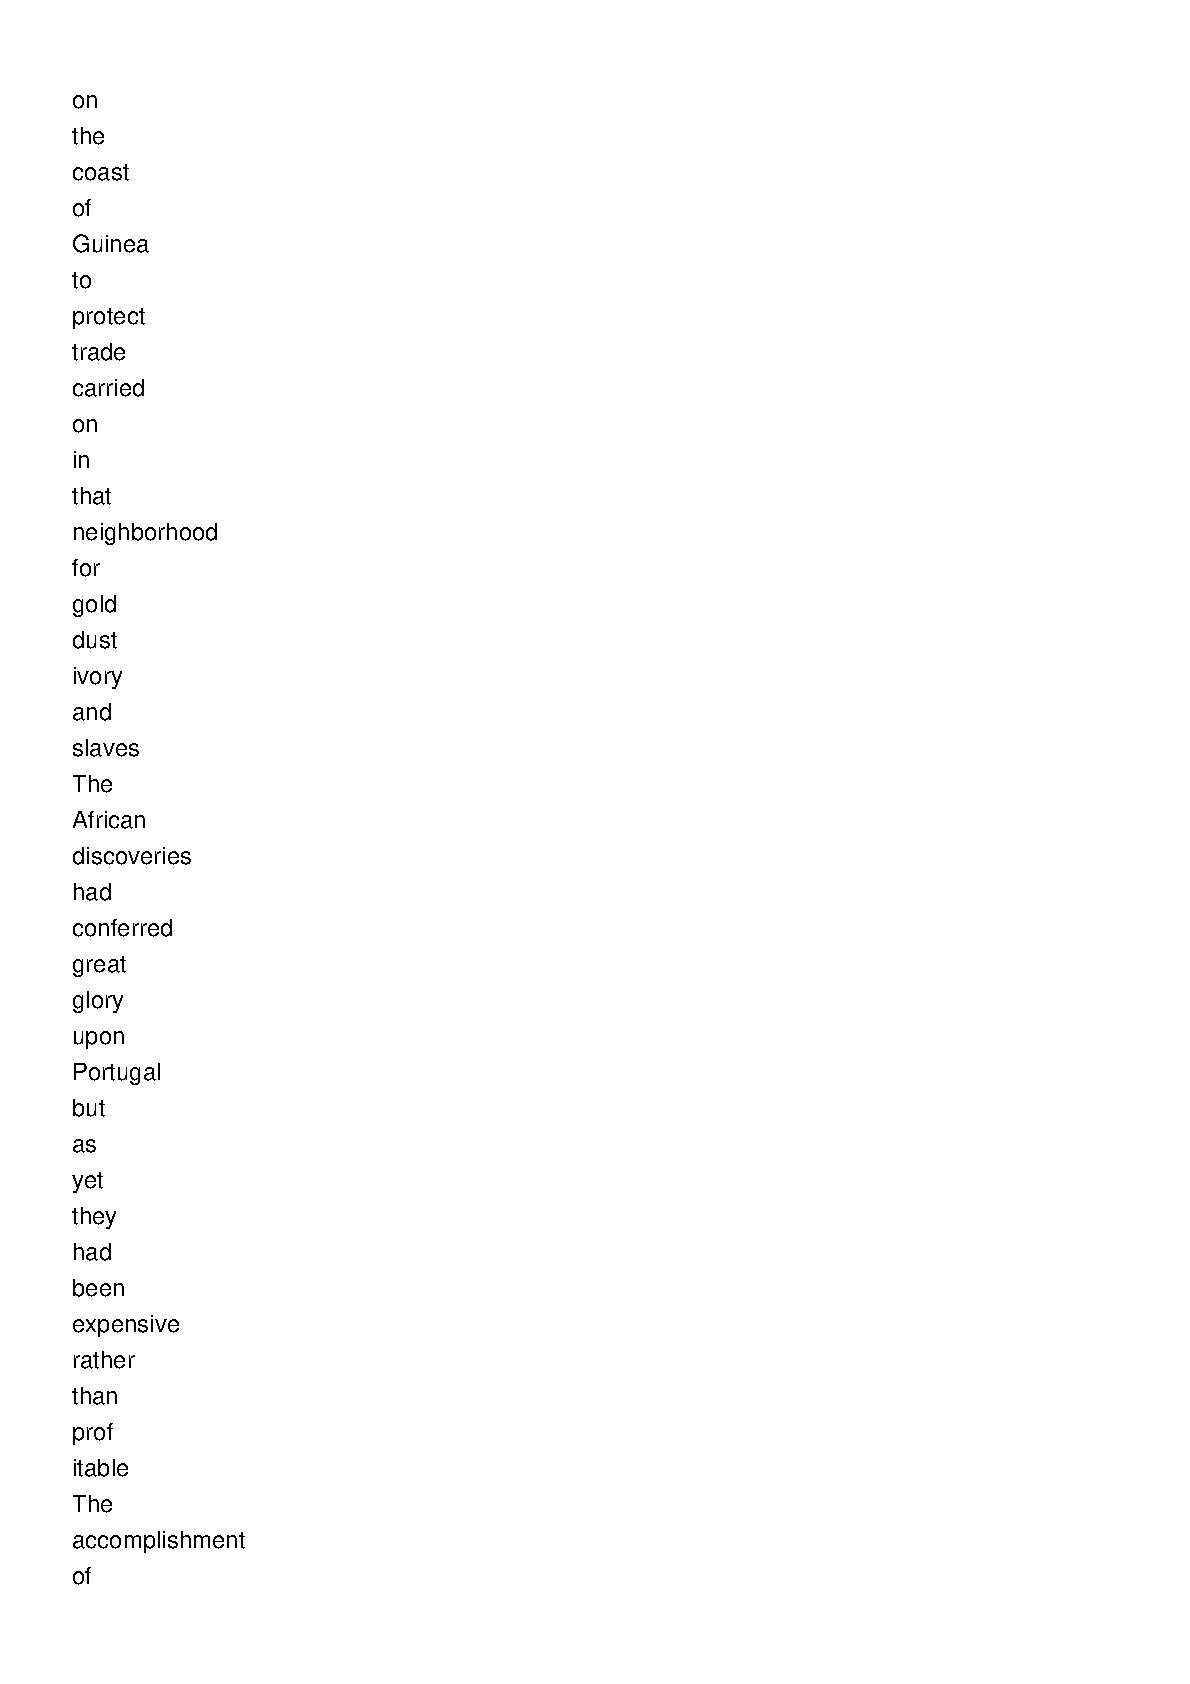 on
the
coast
of
Guinea
to
protect
trade
carried
on
in
that
neighborhood
for
gold
dust
ivory
and
slaves
The
African
discoveries
had
conferred
great
glory
upon
Portugal
but
as
yet
they
had
been
expensive
rather
than
prof
itable
The
accomplishment
of